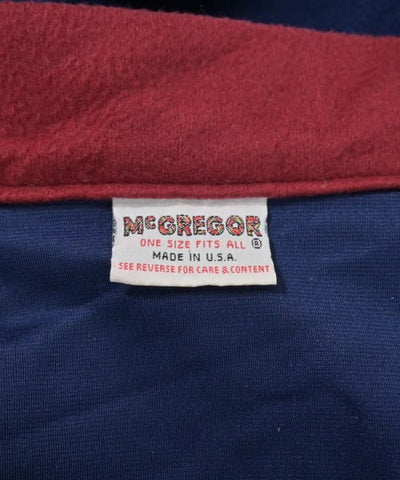 McGREGOR
ONE SIZE FITS ALL ®
MADE IN U.S.A.
SEE REVERSE FOR CARE & CONTENT